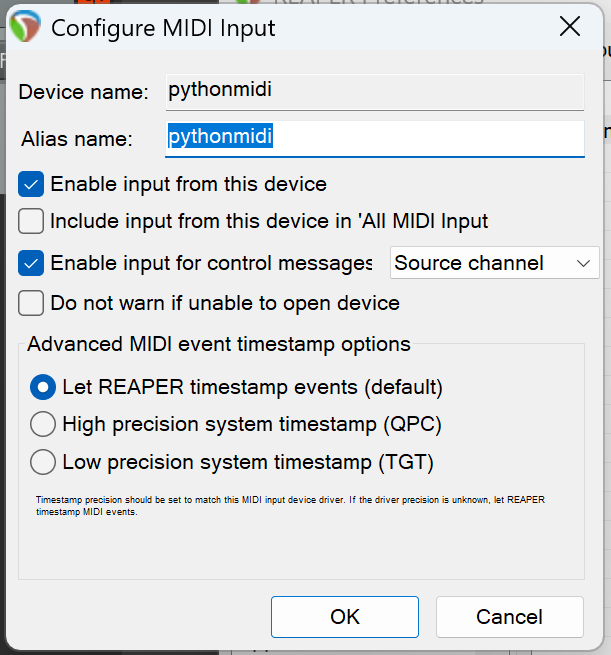 REAPER Preferences
Configure MIDI Input
Device name: pythonmidi
Alias name: pythonmidi
Enable input from this device
Include input from this device in 'All MIDI Input
Enable input for control messages Source channel
Do not warn if unable to open device
Advanced MIDI event timestamp options
Let REAPER timestamp events (default)
High precision system timestamp (QPC)
Low precision system timestamp (TGT)
Timestamp precision should be set to match this MIDI input device driver. If the driver precision is unknown, let REAPER
timestamp MIDI events.
OK Cancel